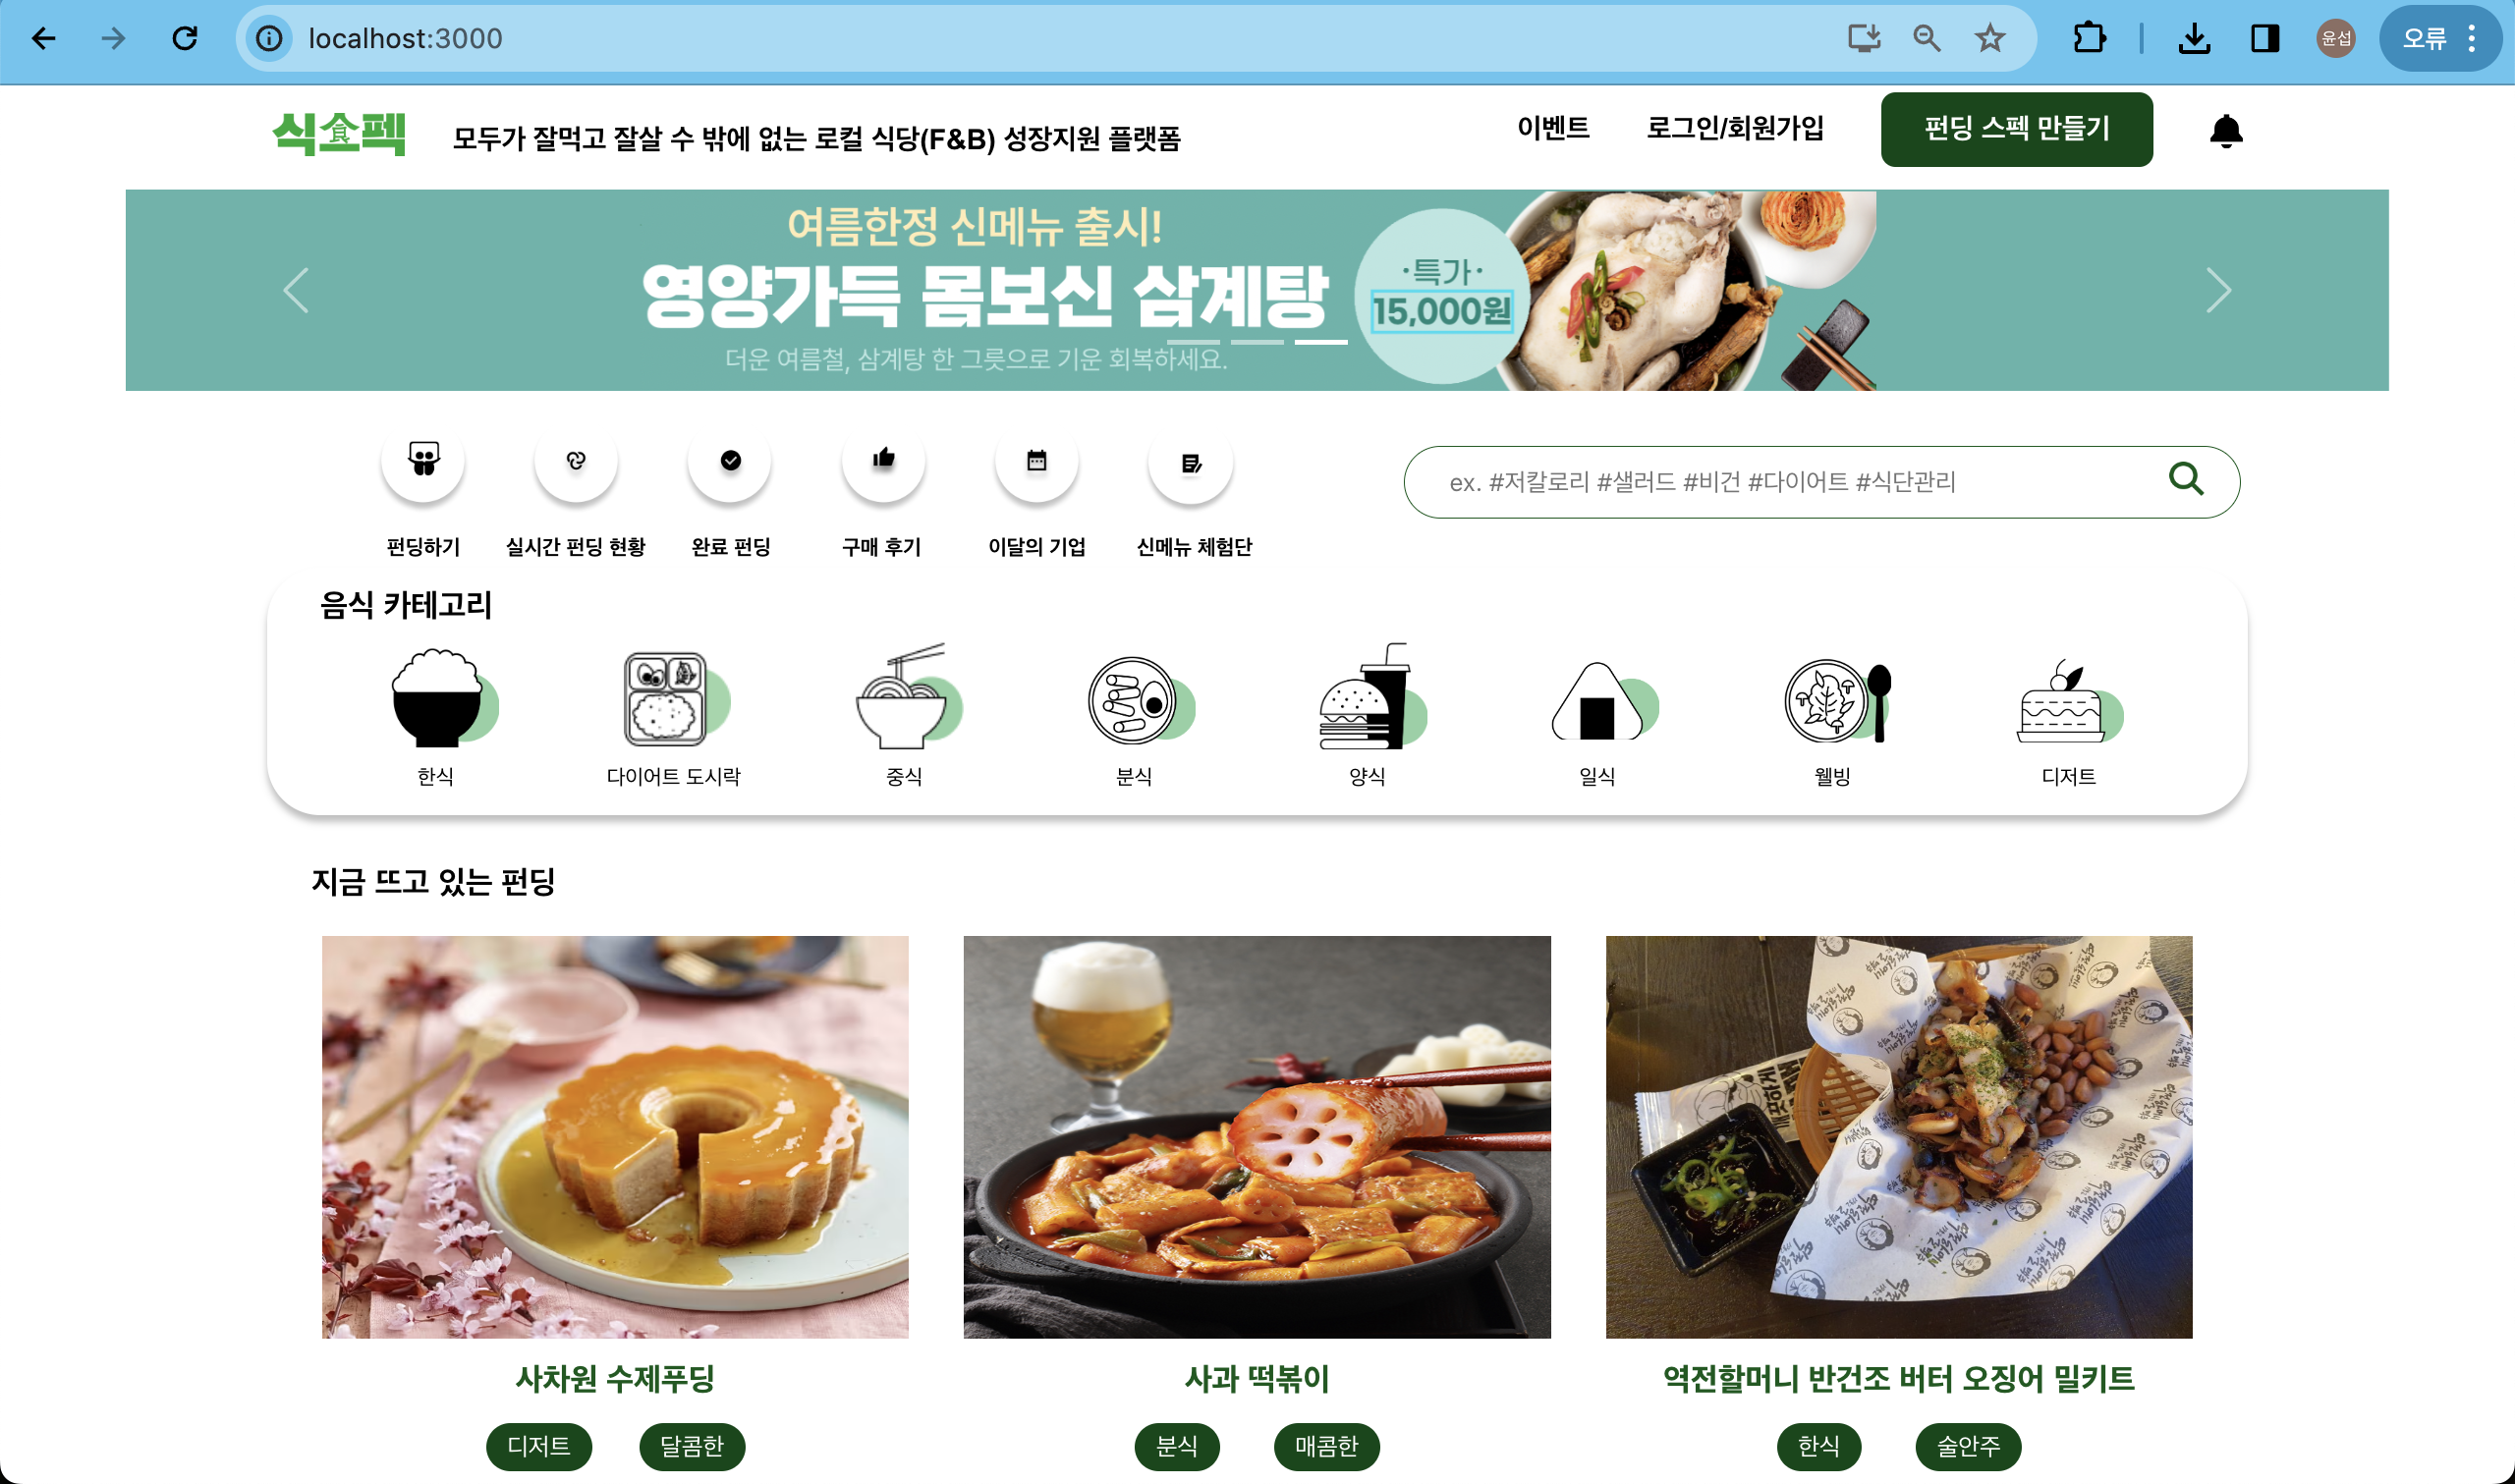 localhost:3000
윤섭
오류
식食펙
모두가 잘먹고 잘살 수 밖에 없는 로컬 식당(F&B) 성장지원 플랫폼
이벤트
로그인/회원가입
펀딩 스펙 만들기
여름한정 신메뉴 출시!
영양가득 몸보신 삼계탕
더운 여름철, 삼계탕 한 그릇으로 기운 회복하세요.
·특가·
15,000원
펀딩하기
실시간 펀딩 현황
완료 펀딩
구매 후기
이달의 기업
신메뉴 체험단
ex. #저칼로리 #샐러드 #비건 #다이어트 #식단관리
음식 카테고리
한식
다이어트 도시락
중식
분식
양식
일식
웰빙
디저트
지금 뜨고 있는 펀딩
사차원 수제푸딩
디저트
달콤한
사과 떡볶이
분식
매콤한
역전할머니 반건조 버터 오징어 밀키트
한식
술안주